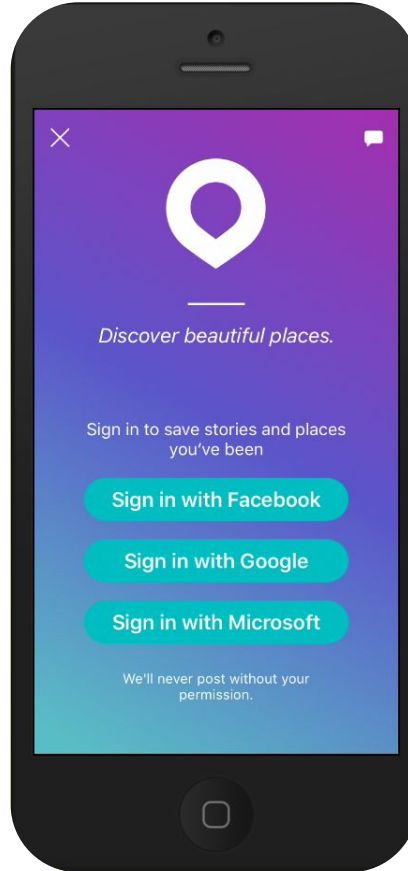 Discover beautiful places.
Sign in to save stories and places
you've been
Sign in with Facebook
Sign in with Google
Sign in with Microsoft
We'll never post without your
permission.